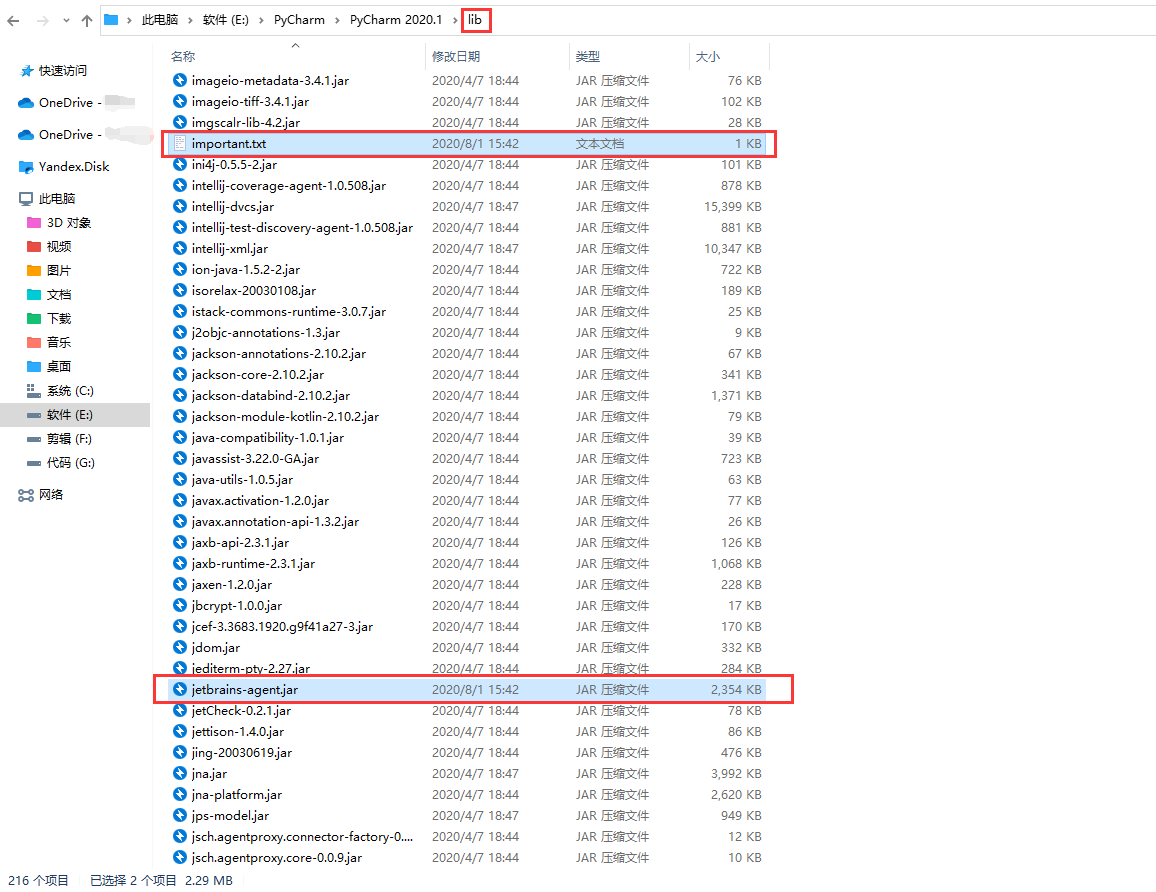 此电脑 › 软件 (E:) › PyCharm › PyCharm 2020.1 › lib
名称 修改日期 类型 大小
快速访问
OneDrive -
OneDrive -
Yandex.Disk
此电脑
3D 对象
视频
图片
文档
下载
音乐
桌面
系统 (C:)
软件 (E:)
剪辑 (F:)
代码 (G:)
网络
imageio-metadata-3.4.1.jar 2020/4/7 18:44 JAR 压缩文件 76 KB
imageio-tiff-3.4.1.jar 2020/4/7 18:44 JAR 压缩文件 102 KB
imgscalr-lib-4.2.jar 2020/4/7 18:44 JAR 压缩文件 28 KB
important.txt 2020/8/1 15:42 文本文档 1 KB
ini4j-0.5.5-2.jar 2020/4/7 18:44 JAR 压缩文件 101 KB
intellij-coverage-agent-1.0.508.jar 2020/4/7 18:44 JAR 压缩文件 878 KB
intellij-dvcs.jar 2020/4/7 18:47 JAR 压缩文件 15,399 KB
intellij-test-discovery-agent-1.0.508.jar 2020/4/7 18:44 JAR 压缩文件 881 KB
intellij-xml.jar 2020/4/7 18:47 JAR 压缩文件 10,347 KB
ion-java-1.5.2-2.jar 2020/4/7 18:44 JAR 压缩文件 722 KB
isorelax-20030108.jar 2020/4/7 18:44 JAR 压缩文件 189 KB
istack-commons-runtime-3.0.7.jar 2020/4/7 18:44 JAR 压缩文件 25 KB
j2objc-annotations-1.3.jar 2020/4/7 18:44 JAR 压缩文件 9 KB
jackson-annotations-2.10.2.jar 2020/4/7 18:44 JAR 压缩文件 67 KB
jackson-core-2.10.2.jar 2020/4/7 18:44 JAR 压缩文件 341 KB
jackson-databind-2.10.2.jar 2020/4/7 18:44 JAR 压缩文件 1,371 KB
jackson-module-kotlin-2.10.2.jar 2020/4/7 18:44 JAR 压缩文件 79 KB
java-compatibility-1.0.1.jar 2020/4/7 18:44 JAR 压缩文件 39 KB
javassist-3.22.0-GA.jar 2020/4/7 18:44 JAR 压缩文件 723 KB
java-utils-1.0.5.jar 2020/4/7 18:44 JAR 压缩文件 63 KB
javax.activation-1.2.0.jar 2020/4/7 18:44 JAR 压缩文件 77 KB
javax.annotation-api-1.3.2.jar 2020/4/7 18:44 JAR 压缩文件 26 KB
jaxb-api-2.3.1.jar 2020/4/7 18:44 JAR 压缩文件 126 KB
jaxb-runtime-2.3.1.jar 2020/4/7 18:44 JAR 压缩文件 1,068 KB
jaxen-1.2.0.jar 2020/4/7 18:44 JAR 压缩文件 228 KB
jbcrypt-1.0.0.jar 2020/4/7 18:44 JAR 压缩文件 17 KB
jcef-3.3683.1920.g9f41a27-3.jar 2020/4/7 18:44 JAR 压缩文件 170 KB
jdom.jar 2020/4/7 18:44 JAR 压缩文件 332 KB
jediterm-pty-2.27.jar 2020/4/7 18:44 JAR 压缩文件 284 KB
jetbrains-agent.jar 2020/8/1 15:42 JAR 压缩文件 2,354 KB
jetCheck-0.2.1.jar 2020/4/7 18:44 JAR 压缩文件 78 KB
jettison-1.4.0.jar 2020/4/7 18:44 JAR 压缩文件 86 KB
jing-20030619.jar 2020/4/7 18:44 JAR 压缩文件 476 KB
jna.jar 2020/4/7 18:47 JAR 压缩文件 3,992 KB
jna-platform.jar 2020/4/7 18:44 JAR 压缩文件 2,620 KB
jps-model.jar 2020/4/7 18:47 JAR 压缩文件 949 KB
jsch.agentproxy.connector-factory-0.... 2020/4/7 18:44 JAR 压缩文件 12 KB
jsch.agentproxy.core-0.0.9.jar 2020/4/7 18:44 JAR 压缩文件 10 KB
216 个项目 已选择 2 个项目 2.29 MB